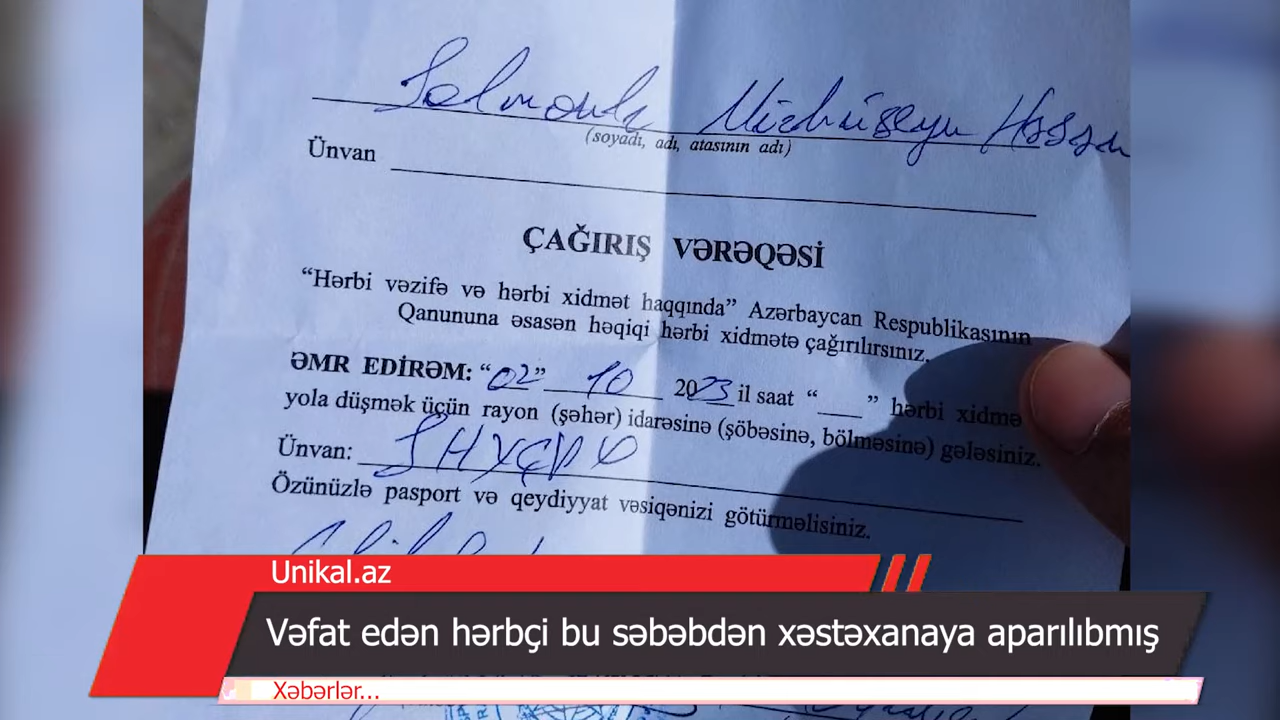 (soyadı, adı, atasının adı)
Ünvan
ÇAĞIRIŞ VƏRƏQƏSİ
“Hərbi vəzifə və hərbi xidmət haqqında” Azərbaycan Respublikasının
Qanununa əsasən həqiqi hərbi xidmətə çağırılırsınız.
ƏMR EDİRƏM: “02” 10 2023 il saat “ ” hərbi xidmə
yola düşmək üçün rayon (şəhər) idarəsinə (şöbəsinə, bölməsinə) gələsiniz.
Ünvan:
Özünüzlə pasport və qeydiyyat vəsiqənizi götürməlisiniz.
Unikal.az
Vəfat edən hərbçi bu səbəbdən xəstəxanaya aparılıbmış
Xəbərlər...